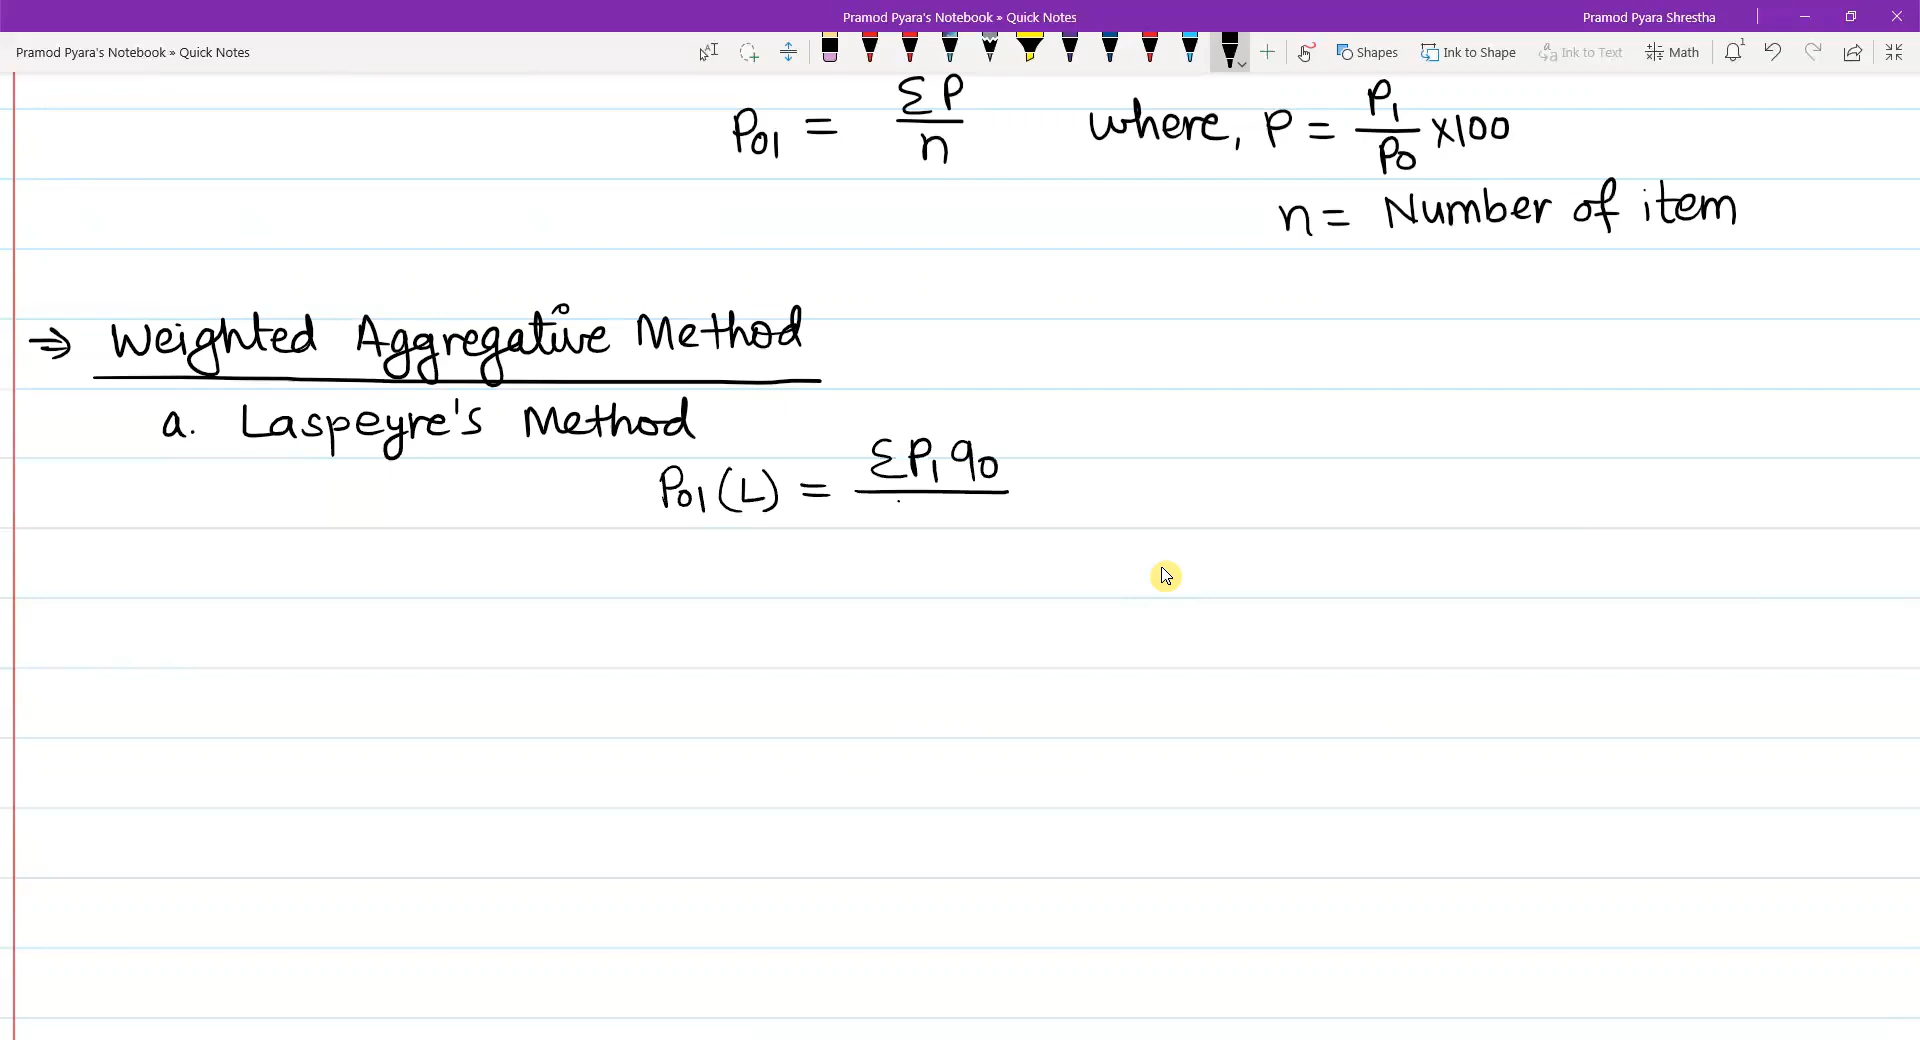 Pramod Pyara's Notebook » Quick Notes
Pramod Pyara Shrestha
Pramod Pyara's Notebook » Quick Notes
Shapes
Ink to Shape
Ink to Text
Math
1
P01 = ΣP/n where, P = P1/P0 ×100
n = Number of item
⇒ Weighted Aggregative Method
a. Laspeyre's Method
P01(L) = ΣP1q0